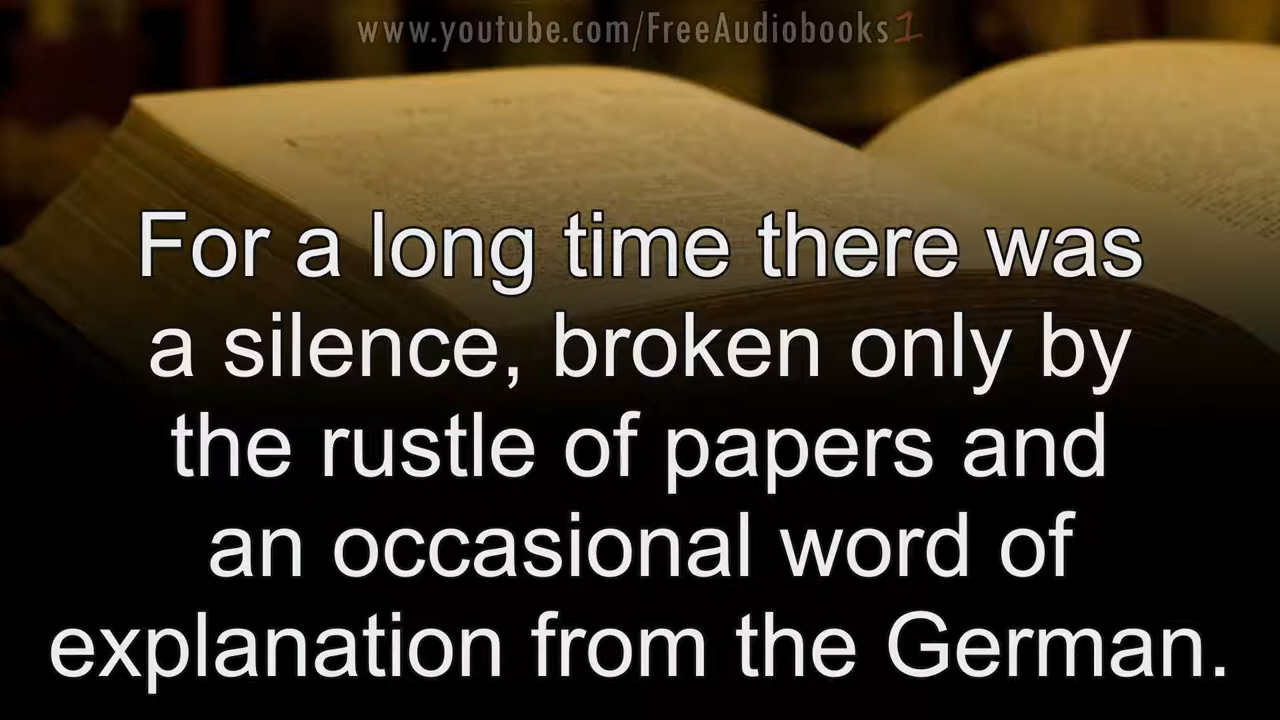 www.youtube.com/FreeAudiobooks1
For a long time there was
a silence, broken only by
the rustle of papers and
an occasional word of
explanation from the German.